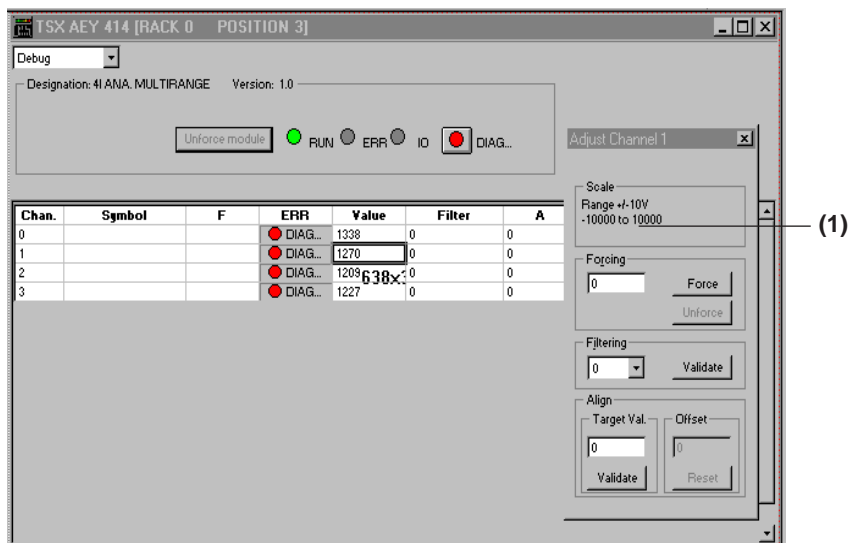 TSX AEY 414 [RACK 0 POSITION 3]
Debug
Designation: 4I ANA. MULTIRANGE Version: 1.0
Unforce module RUN ERR IO DIAG...
Adjust Channel 1
Scale
Range +/-10V
-10000 to 10000
(1)
Chan. Symbol F ERR Value Filter A
0 DIAG... 1338 0 0
1 DIAG... 1270 0 0
2 DIAG... 1209 0 0
638x3
3 DIAG... 1227 0 0
Forcing
0 Force
Unforce
Filtering
0 Validate
Align
Target Val. Offset
0 0
Validate Reset